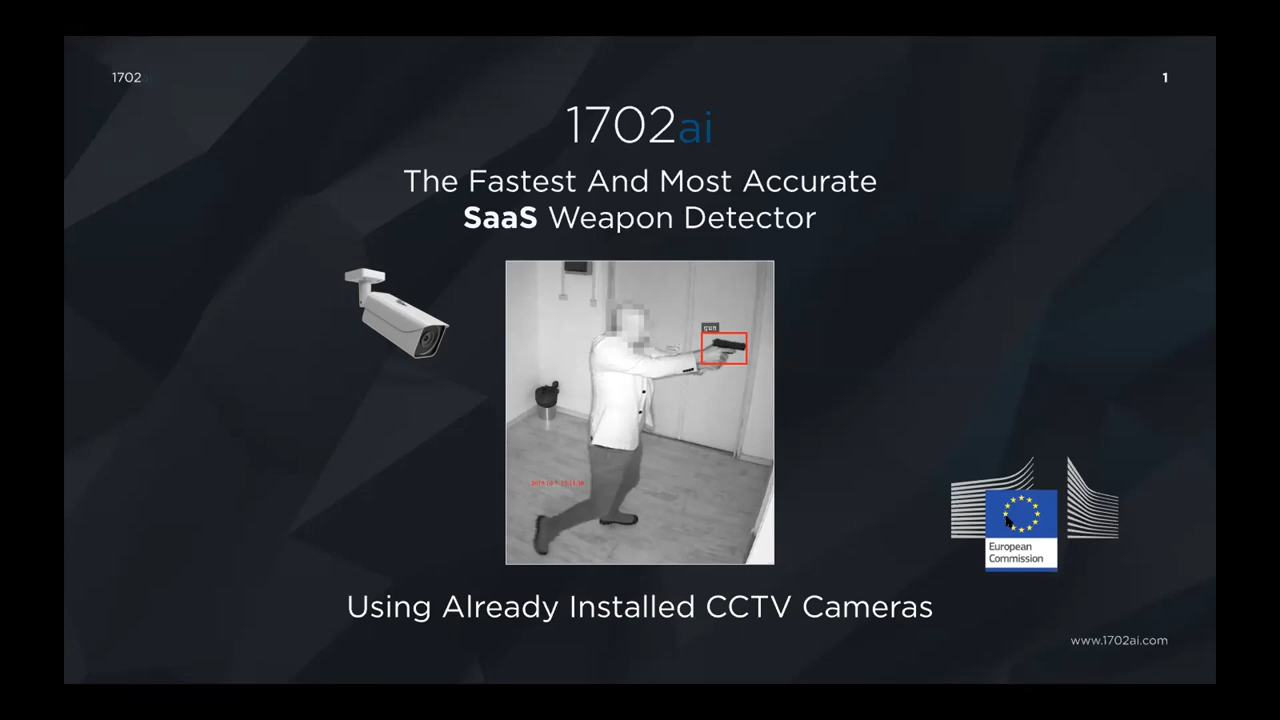 1702ai
1
1702ai
The Fastest And Most Accurate
SaaS Weapon Detector
gun
Using Already Installed CCTV Cameras
European
Commission
www.1702ai.com